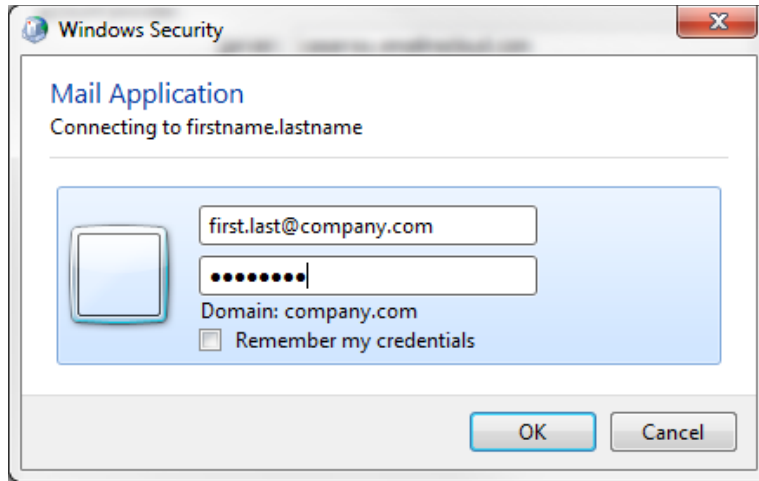 Windows Security
Mail Application
Connecting to firstname.lastname
first.last@company.com
Domain: company.com
Remember my credentials
OK
Cancel